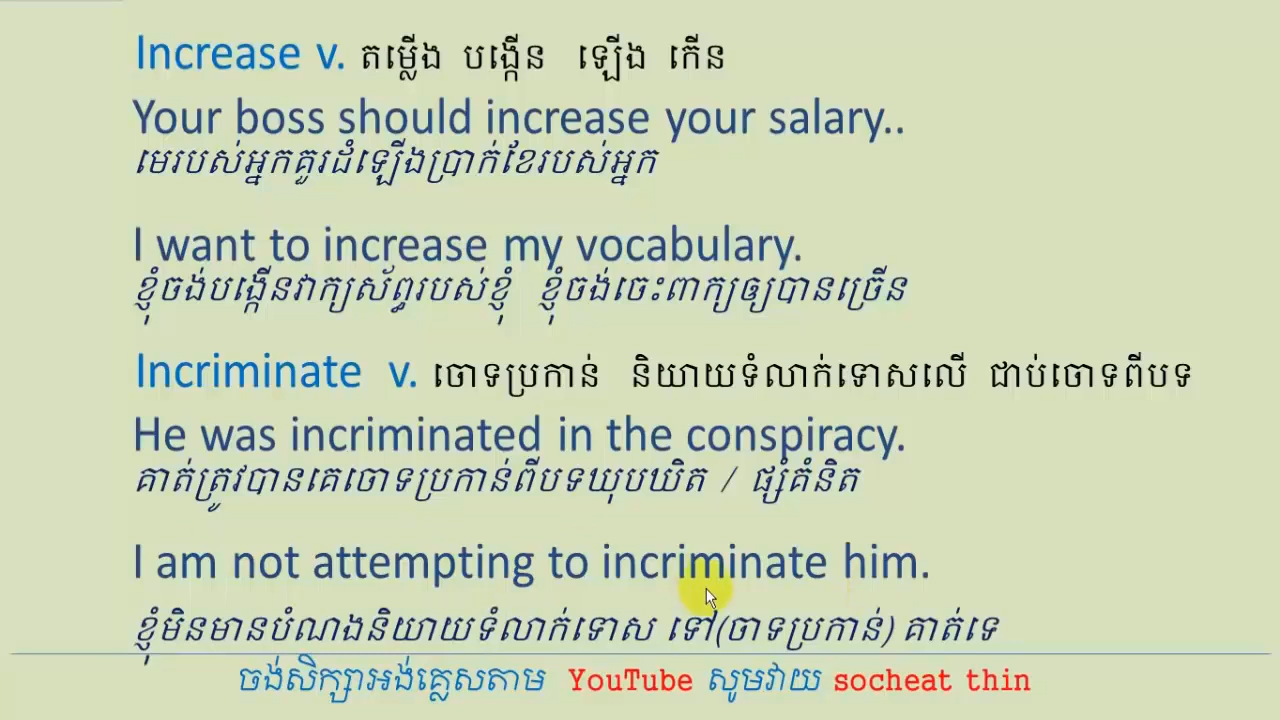 Increase v. តម្លើង បង្កើន ឡើង កើន
Your boss should increase your salary..
មេរបស់អ្នកគួរដំឡើងប្រាក់ខែរបស់អ្នក
I want to increase my vocabulary.
ខ្ញុំចង់បង្កើនវាក្យស័ព្ទរបស់ខ្ញុំ ខ្ញុំចង់ចេះពាក្យឲ្យបានច្រើន
Incriminate v. ចោទប្រកាន់ និយាយទំលាក់ទោសលើ ជាប់ចោទពីបទ
He was incriminated in the conspiracy.
គាត់ត្រូវបានគេចោទប្រកាន់ពីបទឃុបឃិត / ផ្សំគំនិត
I am not attempting to incriminate him.
ខ្ញុំមិនមានបំណងនិយាយទំលាក់ទោស ទៅ(ចាទប្រកាន់) គាត់ទេ
ចង់សិក្សាអង់គ្លេសតាម YouTube សូមវាយ socheat thin